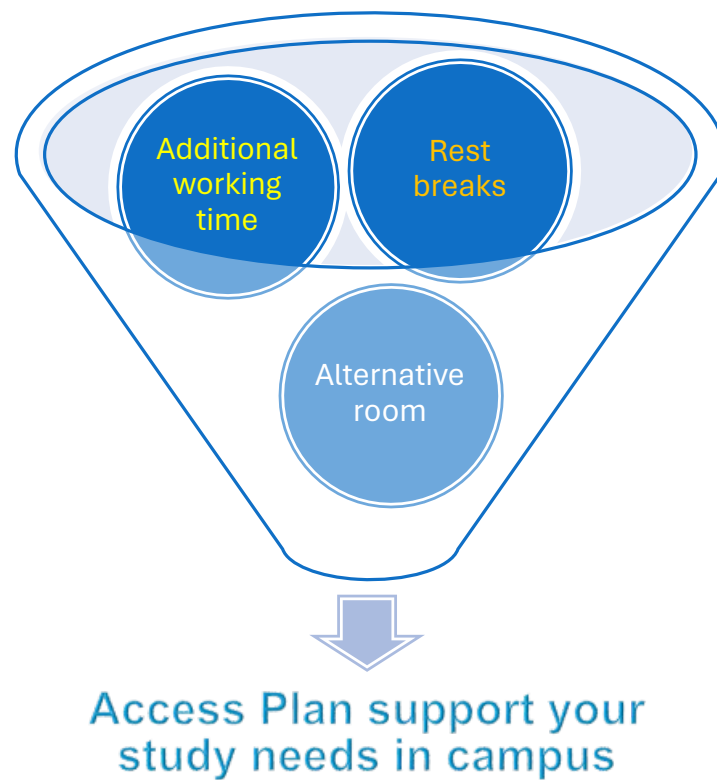 Additional
working
time
Rest
breaks
Alternative
room
Access Plan support your
study needs in campus